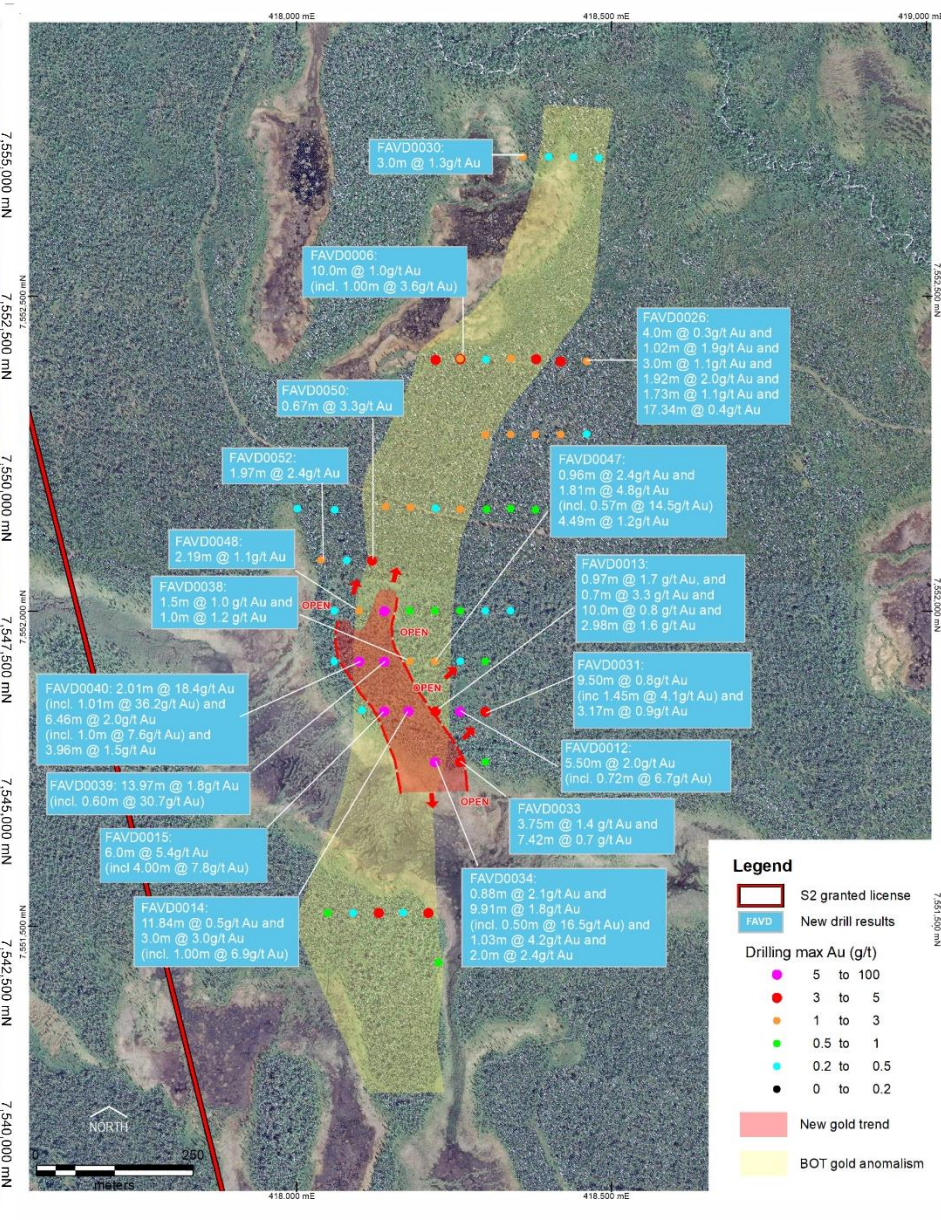 418,000 mE
418,500 mE
419,000 mE
7,555,000 mN
7,552,500 mN
7,550,000 mN
7,547,500 mN
7,545,000 mN
7,542,500 mN
7,540,000 mN
7,552,500 mN
7,552,000 mN
7,551,500 mN
7,552,500 mN
7,552,000 mN
7,551,500 mN
FAVD0030:
3.0m @ 1.3g/t Au
FAVD0006:
10.0m @ 1.0g/t Au
(incl. 1.00m @ 3.6g/t Au)
FAVD0026:
4.0m @ 0.3g/t Au and
1.02m @ 1.9g/t Au and
3.0m @ 1.1g/t Au and
1.92m @ 2.0g/t Au and
1.73m @ 1.1g/t Au and
17.34m @ 0.4g/t Au
FAVD0050:
0.67m @ 3.3g/t Au
FAVD0052:
1.97m @ 2.4g/t Au
FAVD0047:
0.96m @ 2.4g/t Au and
1.81m @ 4.8g/t Au
(incl. 0.57m @ 14.5g/t Au)
4.49m @ 1.2g/t Au
FAVD0048:
2.19m @ 1.1g/t Au
FAVD0038:
1.5m @ 1.0 g/t Au and
1.0m @ 1.2 g/t Au
FAVD0013:
0.97m @ 1.7 g/t Au, and
0.7m @ 3.3 g/t Au and
10.0m @ 0.8 g/t Au and
2.98m @ 1.6 g/t Au
OPEN
OPEN
OPEN
OPEN
FAVD0040: 2.01m @ 18.4g/t Au
(incl. 1.01m @ 36.2g/t Au) and
6.46m @ 2.0g/t Au
(incl. 1.0m @ 7.6g/t Au) and
3.96m @ 1.5g/t Au
FAVD0031:
9.50m @ 0.8g/t Au
(inc 1.45m @ 4.1g/t Au) and
3.17m @ 0.9g/t Au
FAVD0012:
5.50m @ 2.0g/t Au
(incl. 0.72m @ 6.7g/t Au)
FAVD0039: 13.97m @ 1.8g/t Au
(incl. 0.60m @ 30.7g/t Au)
FAVD0033
3.75m @ 1.4 g/t Au and
7.42m @ 0.7 g/t Au
FAVD0015:
6.0m @ 5.4g/t Au
(incl 4.00m @ 7.8g/t Au)
FAVD0034:
0.88m @ 2.1g/t Au and
9.91m @ 1.8g/t Au
(incl. 0.50m @ 16.5g/t Au) and
1.03m @ 4.2g/t Au and
2.0m @ 2.4g/t Au
FAVD0014:
11.84m @ 0.5g/t Au and
3.0m @ 3.0g/t Au
(incl. 1.00m @ 6.9g/t Au)
Legend
S2 granted license
FAVD New drill results
Drilling max Au (g/t)
5 to 100
3 to 5
1 to 3
0.5 to 1
0.2 to 0.5
0 to 0.2
New gold trend
BOT gold anomalism
NORTH
0 250
meters
418,000 mE
418,500 mE